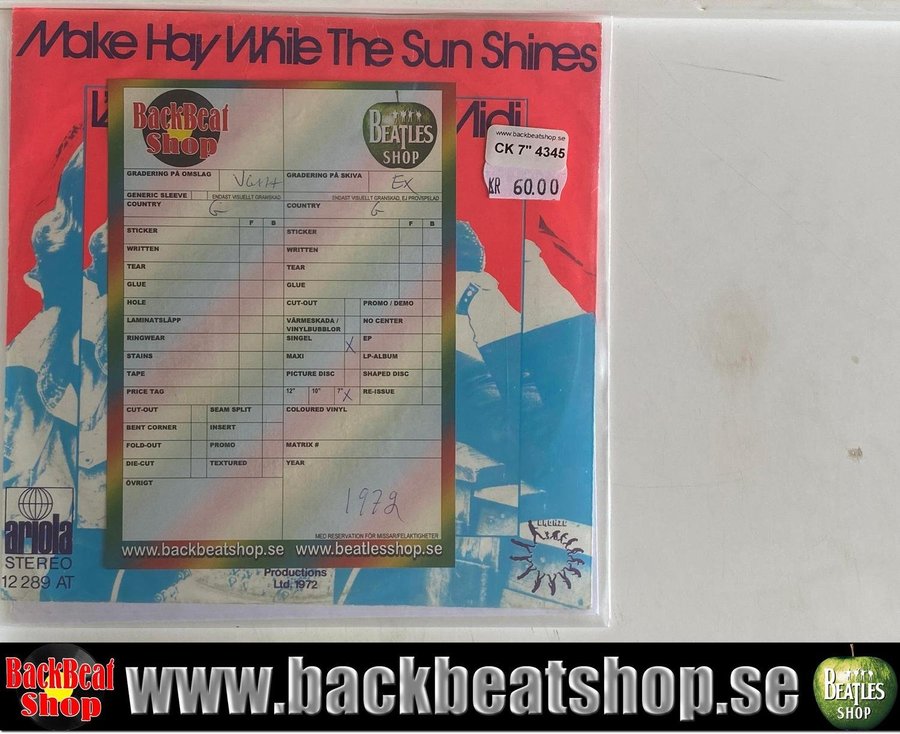 Make Hay While The Sun Shines
BackBeat
Shop
BEATLES
SHOP
www.backbeatshop.se
CK 7" 4345
KR 60.00
GRADERING PÅ OMSLAG VG++ GRADERING PÅ SKIVA Ex
GENERIC SLEEVE ENDAST VISUELLT GRANSKAD ENDAST VISUELLT GRANSKAD, EJ PROVSPELAD
COUNTRY G COUNTRY G
F B F B
STICKER STICKER
WRITTEN WRITTEN
TEAR TEAR
GLUE GLUE
HOLE CUT-OUT PROMO / DEMO
LAMINATSLÄPP VÄRMESKADA / NO CENTER
VINYLBUBBLOR
RINGWEAR SINGEL X EP
STAINS MAXI LP-ALBUM
TAPE PICTURE DISC SHAPED DISC
PRICE TAG 12" 10" 7" X RE-ISSUE
CUT-OUT SEAM SPLIT COLOURED VINYL
BENT CORNER INSERT
FOLD-OUT PROMO MATRIX #
DIE-CUT TEXTURED YEAR
ÖVRIGT
1972
MED RESERVATION FÖR MISSAR/FELAKTIGHETER
www.backbeatshop.se www.beatlesshop.se
ariola
STEREO
12 289 AT
Productions
Ltd. 1972
BackBeat
Shop
www.backbeatshop.se
BEATLES
SHOP